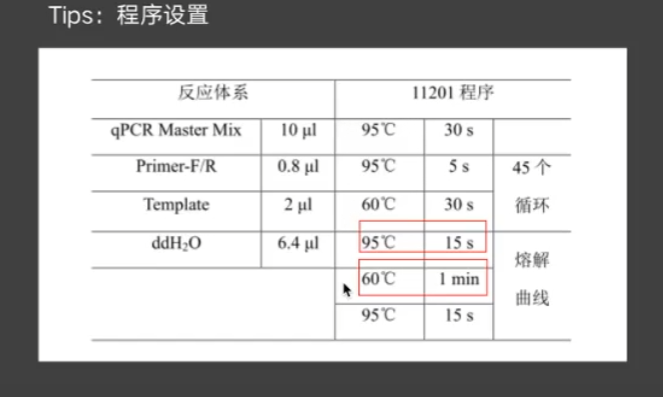 Tips：程序设置
反应体系 11201 程序
qPCR Master Mix 10 μl 95℃ 30 s
Primer-F/R 0.8 μl 95℃ 5 s 45 个
Template 2 μl 60℃ 30 s 循环
ddH₂O 6.4 μl 95℃ 15 s 熔解
60℃ 1 min 曲线
95℃ 15 s